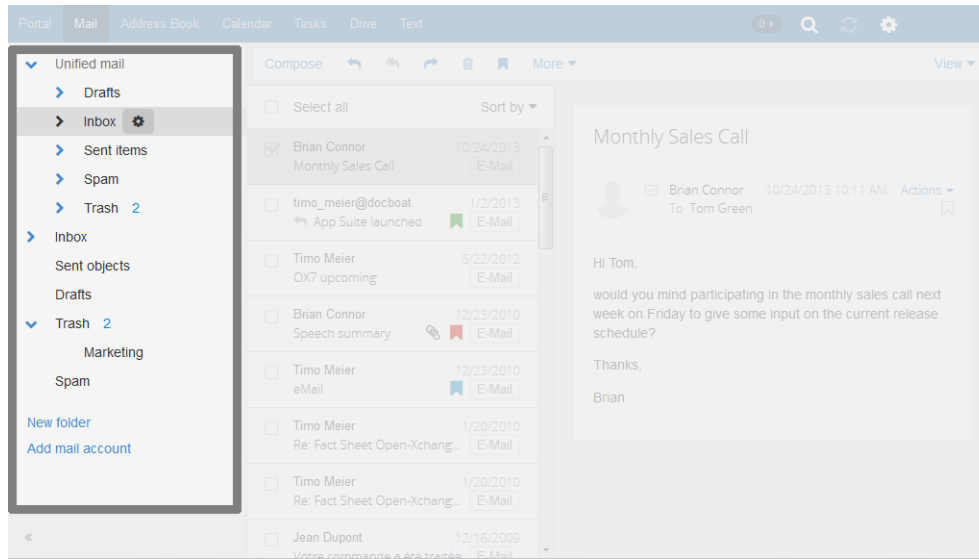 Portal Mail Address Book Calendar Tasks Drive Text 0
Unified mail
Drafts
Inbox
Sent items
Spam
Trash 2
Inbox
Sent objects
Drafts
Trash 2
Marketing
Spam
New folder
Add mail account
Compose More View
Select all Sort by
Brian Connor 10/24/2013
Monthly Sales Call E-Mail
timo_meier@docboat 1/2/2013
App Suite launched E-Mail
Timo Meier 5/22/2012
OX7 upcoming E-Mail
Brian Connor 12/23/2010
Speech summary E-Mail
Timo Meier 12/23/2010
eMail E-Mail
Timo Meier 1/20/2010
Re: Fact Sheet Open-Xchang... E-Mail
Timo Meier 1/20/2010
Re: Fact Sheet Open-Xchang... E-Mail
Jean Dupont 12/16/2009
Votre commande a été traitée E-Mail
Monthly Sales Call
Brian Connor 10/24/2013 10:11 AM Actions
To Tom Green
Hi Tom,
would you mind participating in the monthly sales call next
week on Friday to give some input on the current release
schedule?
Thanks,
Brian